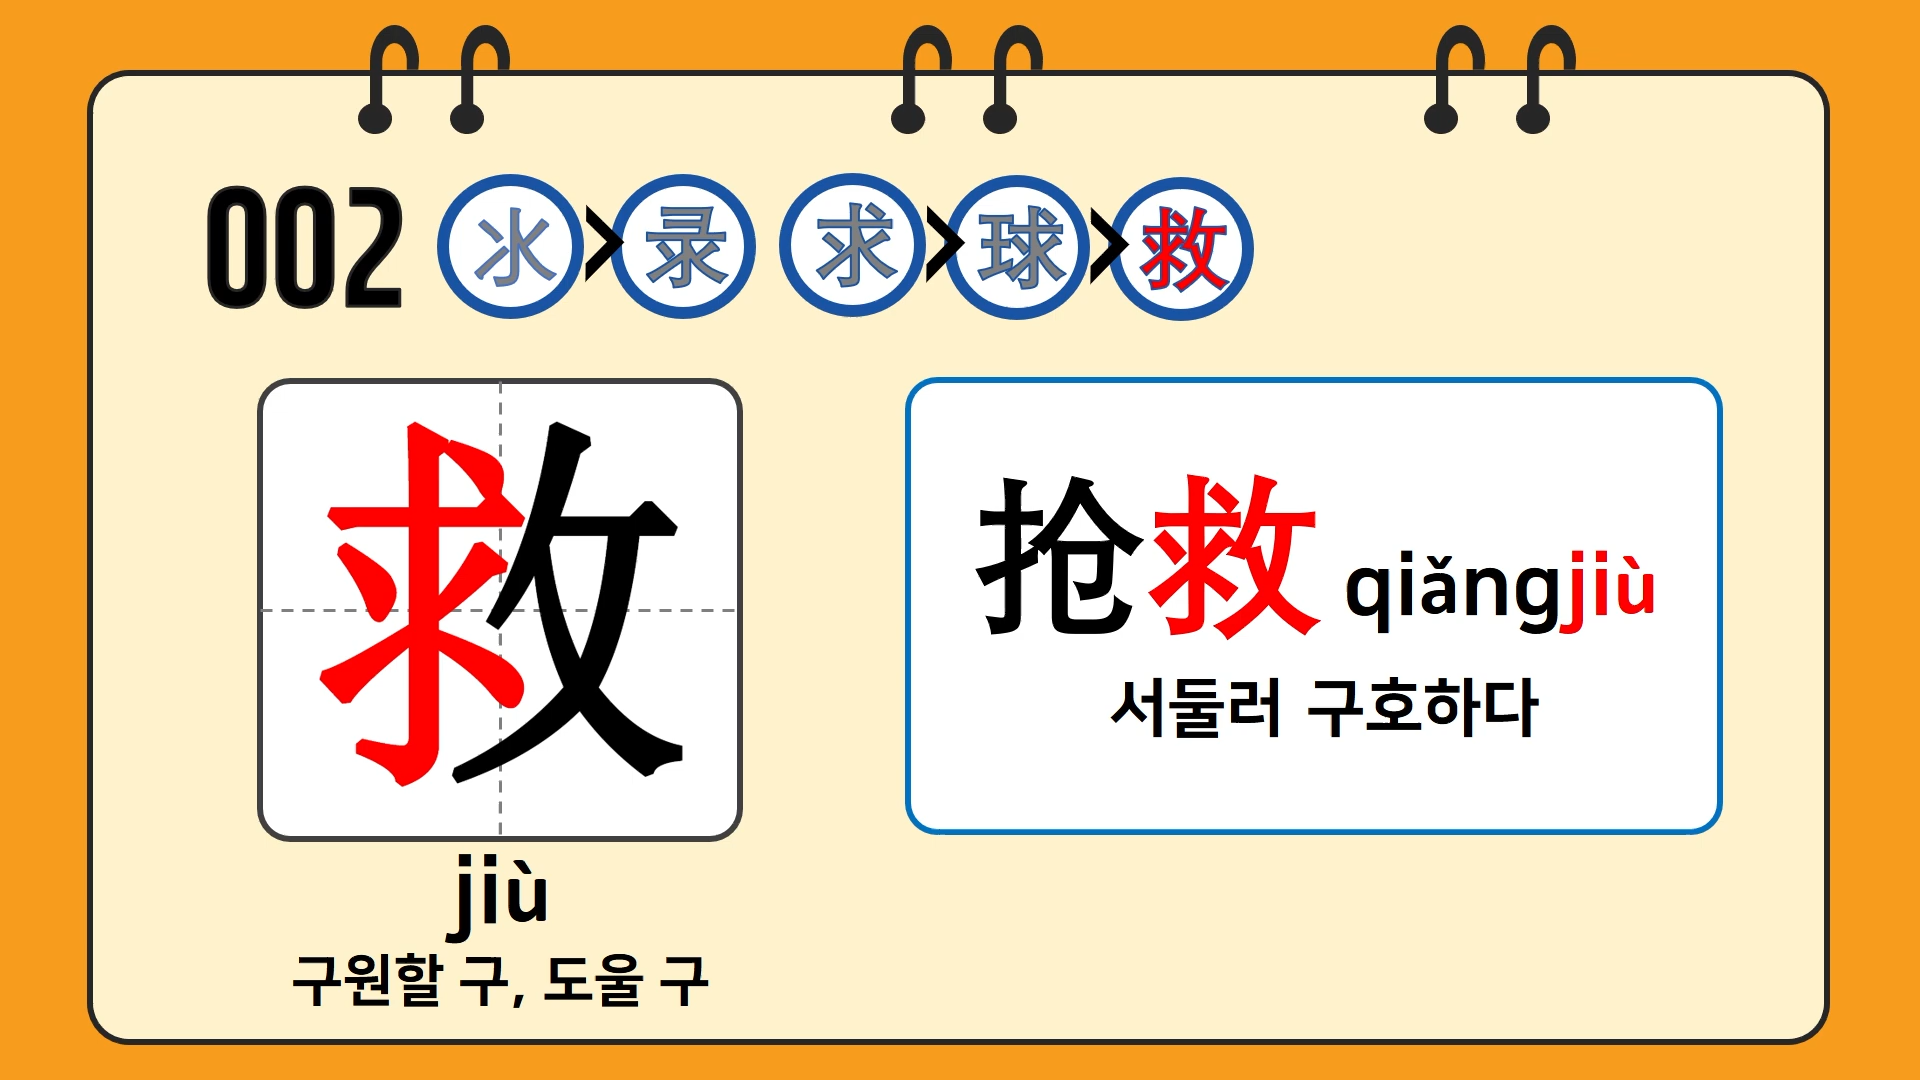 002 氺 > 录 求 > 球 > 救
救
jiù
구원할 구, 도울 구
抢救 qiǎngjiù
서둘러 구호하다